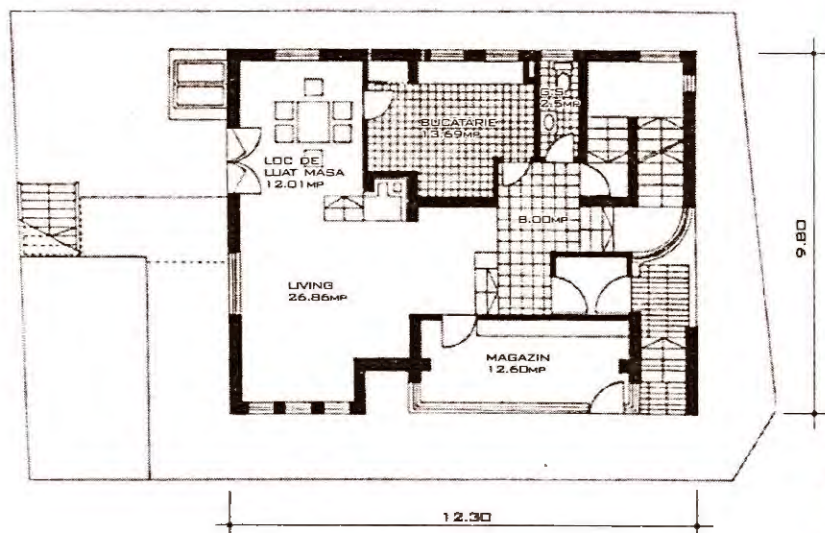 G.S.
2.5MP
BUCATARIE
13.69MP
LOC DE
LUAT MASA
12.01MP
8.00MP
9.80
LIVING
26.86MP
MAGAZIN
12.60MP
12.30